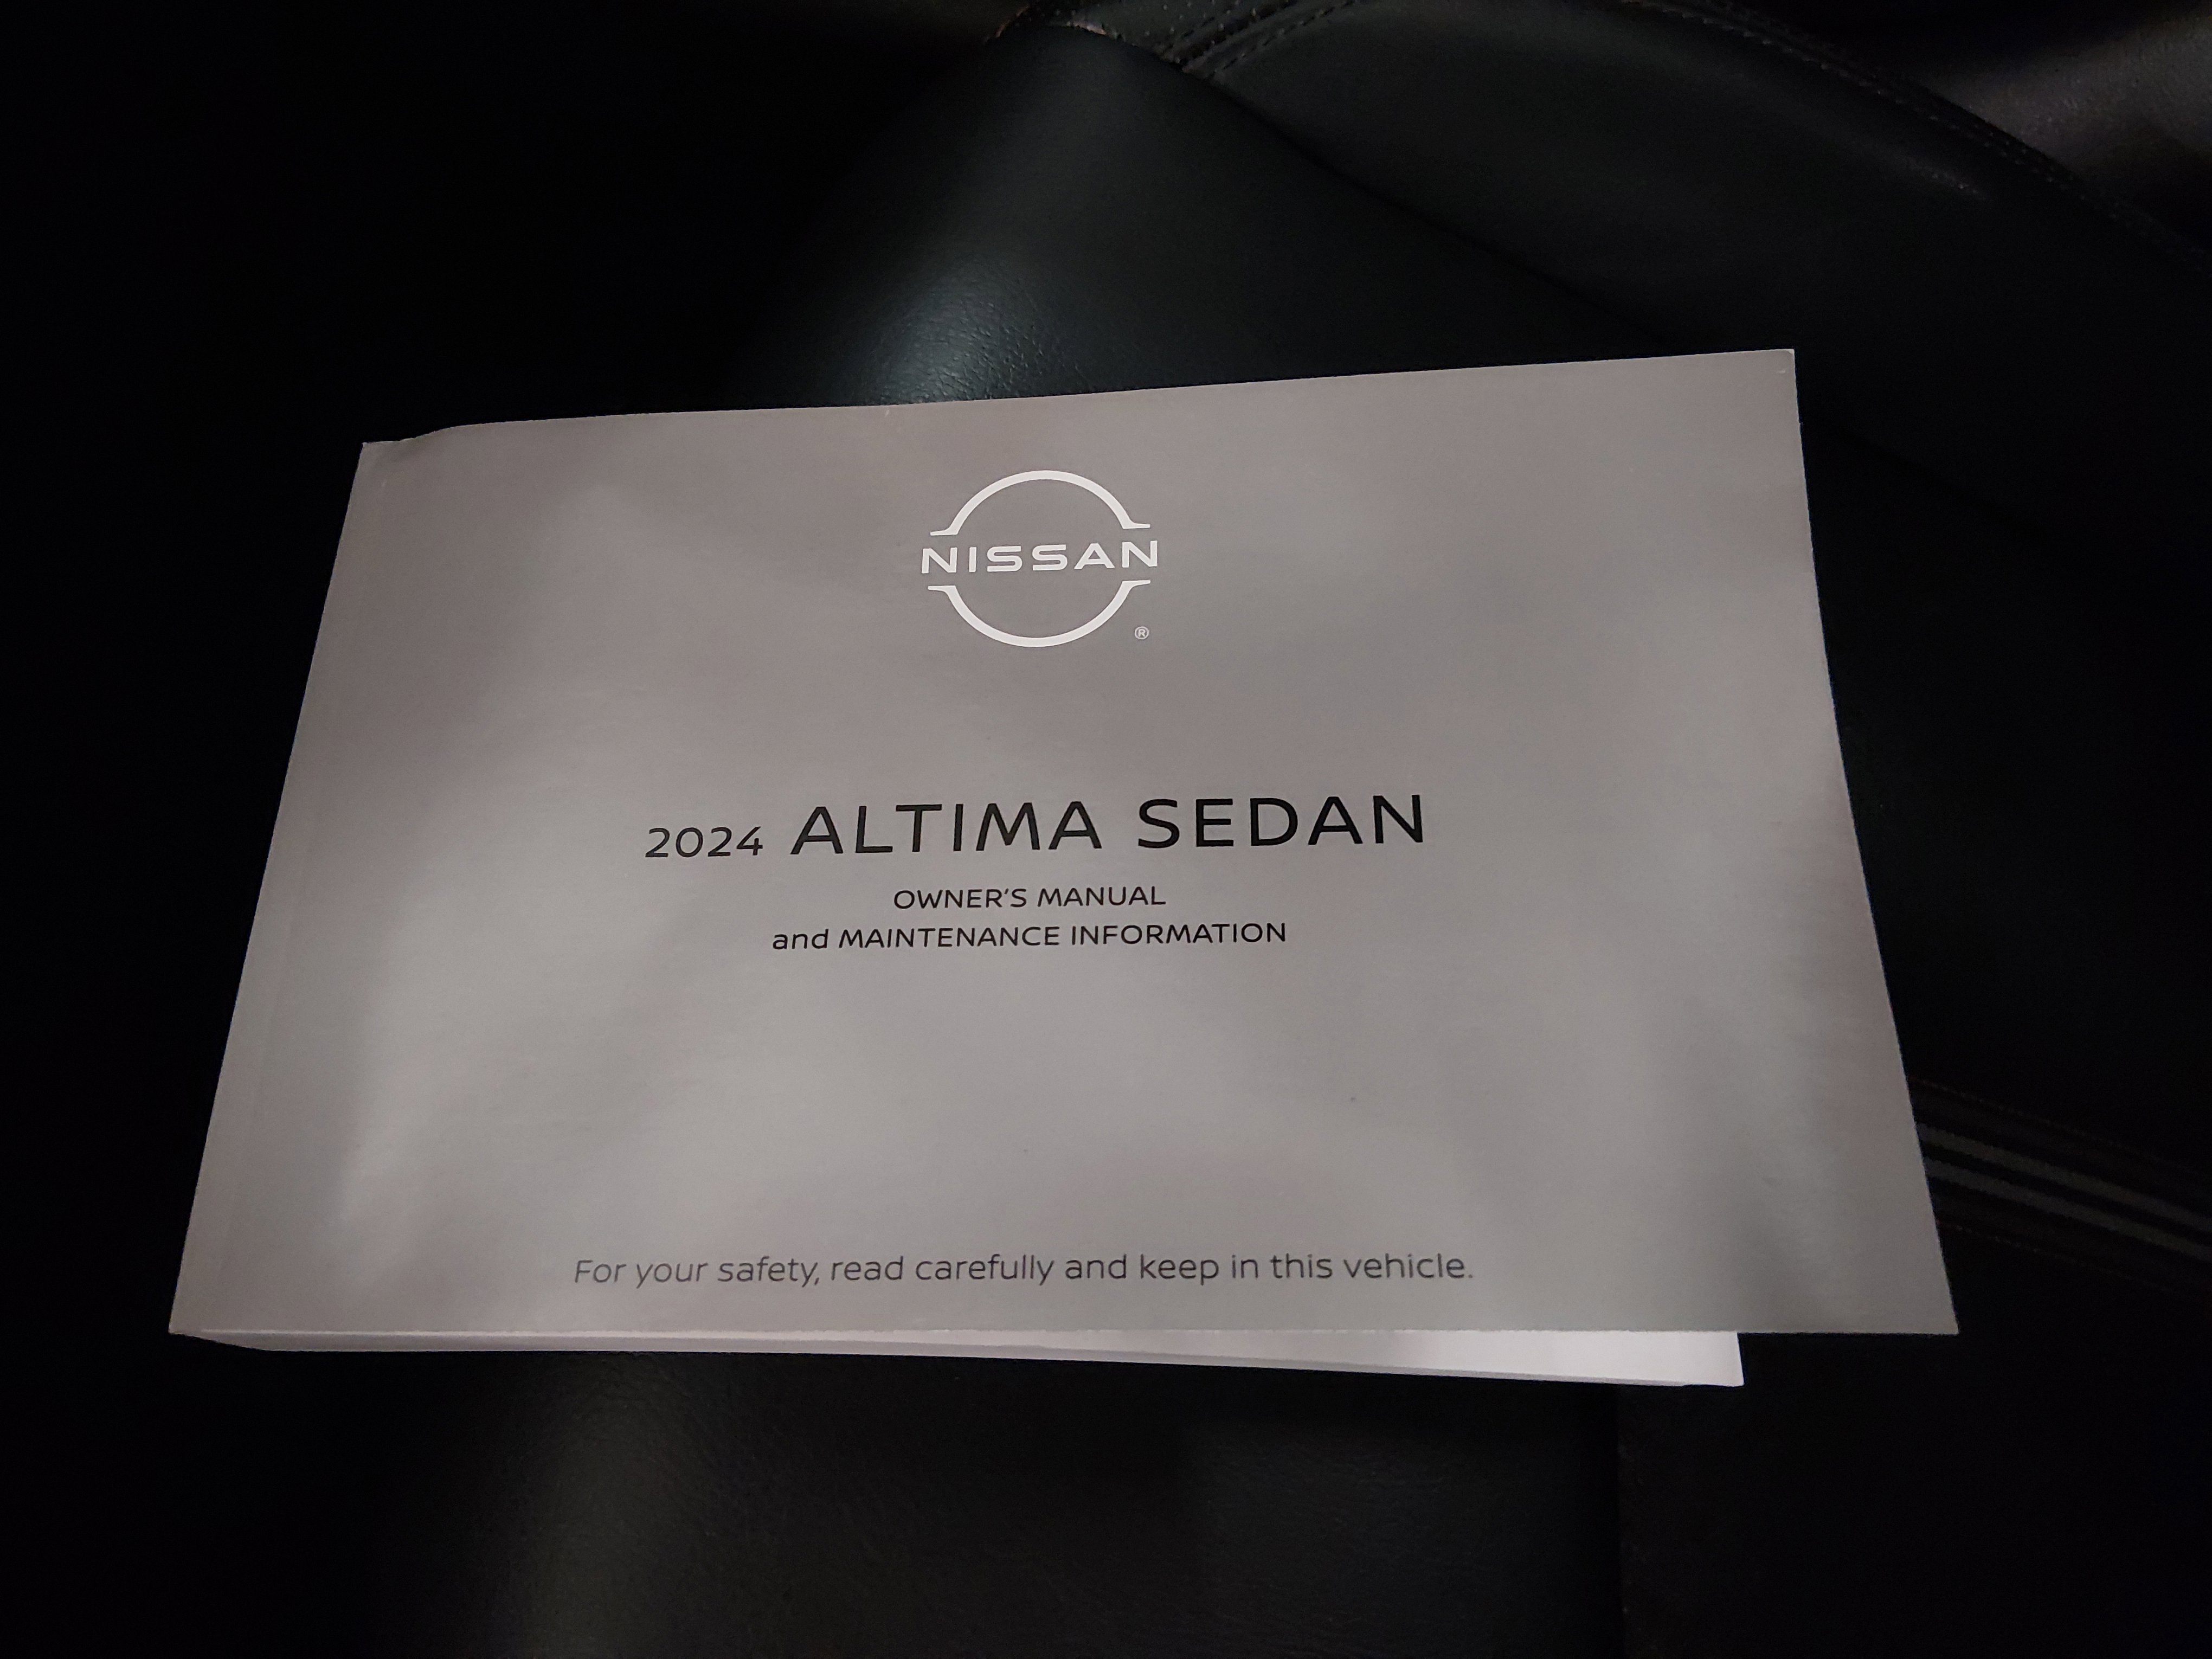 NISSAN
®
2024 ALTIMA SEDAN
OWNER'S MANUAL
and MAINTENANCE INFORMATION
For your safety, read carefully and keep in this vehicle.